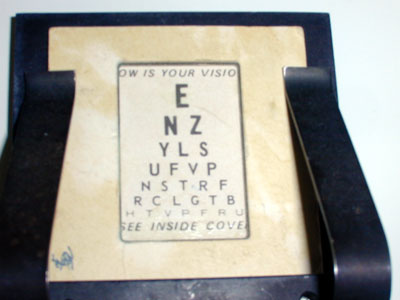 OW IS YOUR VISIO
E
N Z
Y L S
U F V P
N S T R F
R C L G T B
H T V P F R U
SEE INSIDE COVE